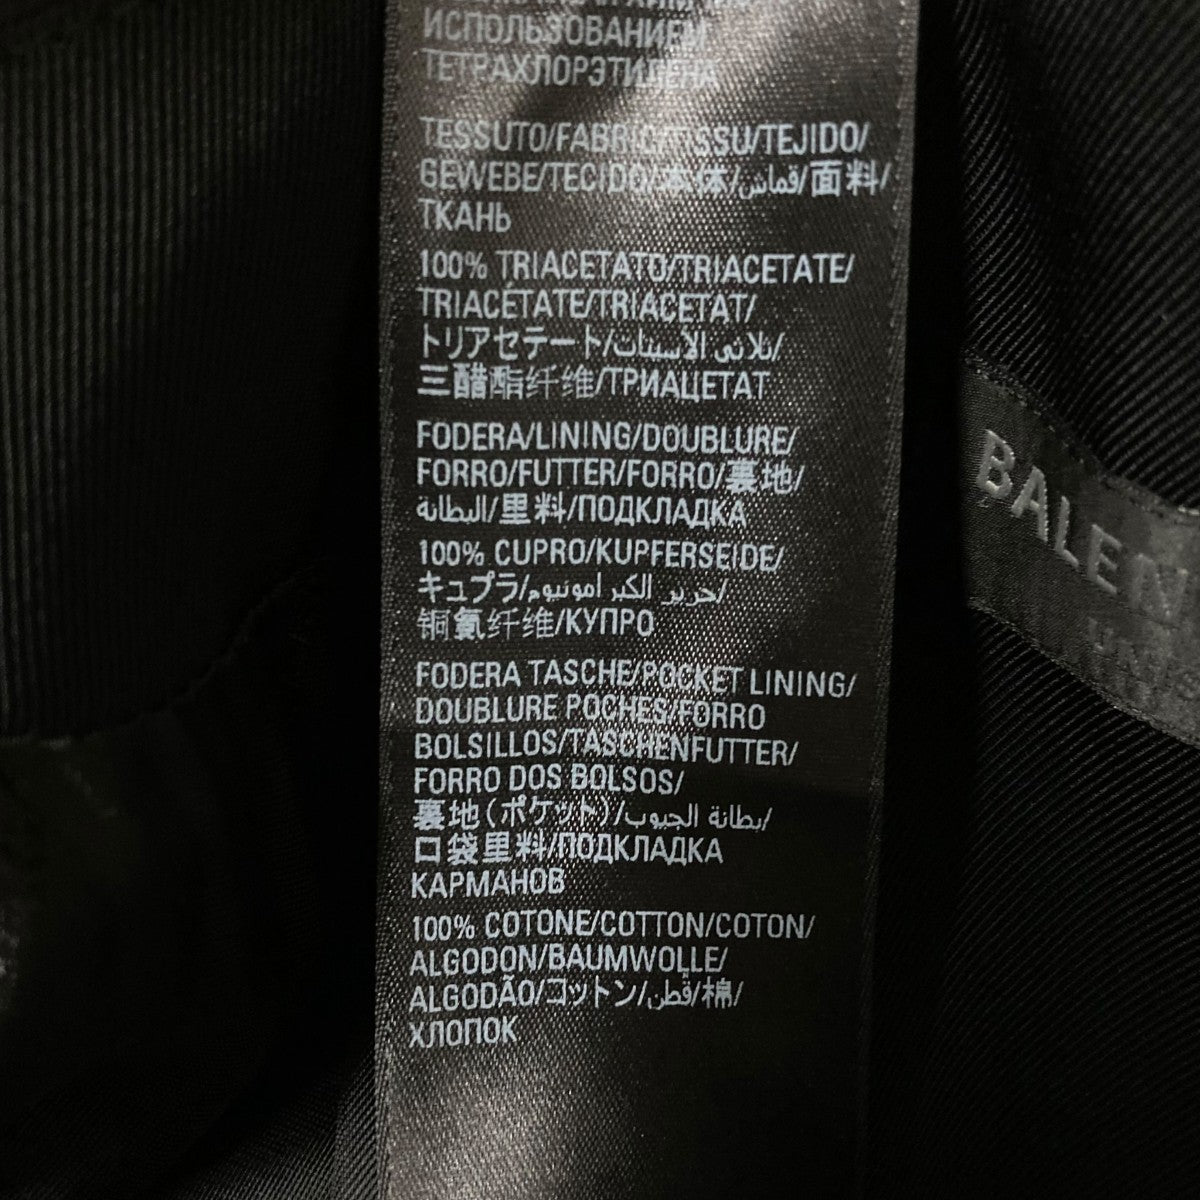 ИСПОЛЬЗОВАНИЕМ
ТЕТРАХЛОРЭТИЛЕНА
TESSUTO/FABRIC/TISSU/TEJIDO/
GEWEBE/TECIDO/本体/قماش/面料/
ТКАНЬ
100% TRIACETATO/TRIACETATE/
TRIACÉTATE/TRIACETAT/
トリアセテート/ثلاثي الأسيتات/
三醋酯纤维/ТРИАЦЕТАТ
FODERA/LINING/DOUBLURE/
FORRO/FUTTER/FORRO/裏地/
البطانة/里料/ПОДКЛАДКА
100% CUPRO/KUPFERSEIDE/
キュプラ/حرير الكبر امونيوم/
铜氨纤维/КУПРО
FODERA TASCHE/POCKET LINING/
DOUBLURE POCHES/FORRO
BOLSILLOS/TASCHENFUTTER/
FORRO DOS BOLSOS/
裏地(ポケット)/بطانة الجيوب/
口袋里料/ПОДКЛАДКА
КАРМАНОВ
100% COTONE/COTTON/COTON/
ALGODON/BAUMWOLLE/
ALGODÃO/コットン/قطن/棉/
ХЛОПОК
BALEN